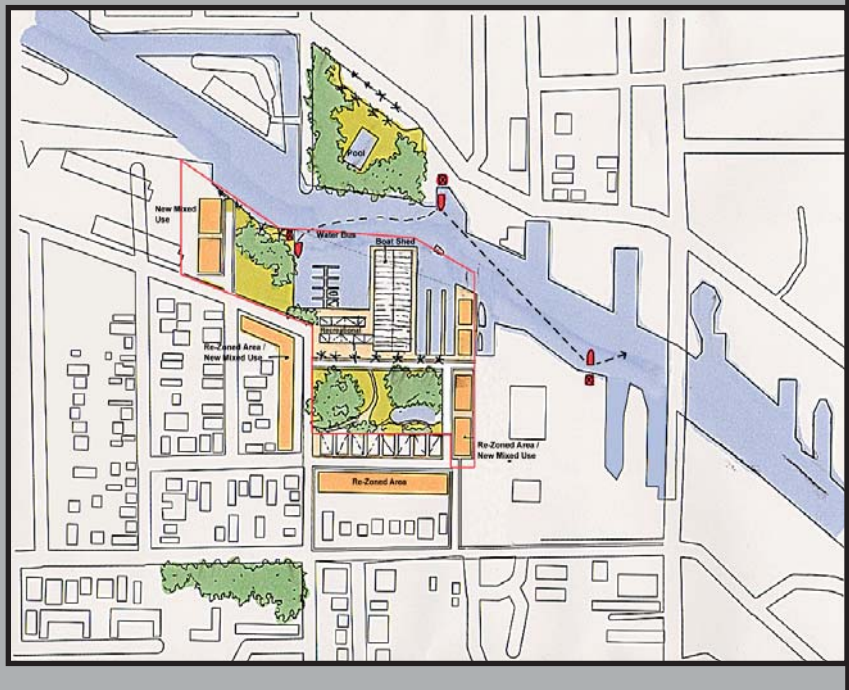 Pool
New Mixed
Use
Water Bus
Boat Shed
Recreational
Re-Zoned Area /
New Mixed Use
Re-Zoned Area /
New Mixed Use
Re-Zoned Area